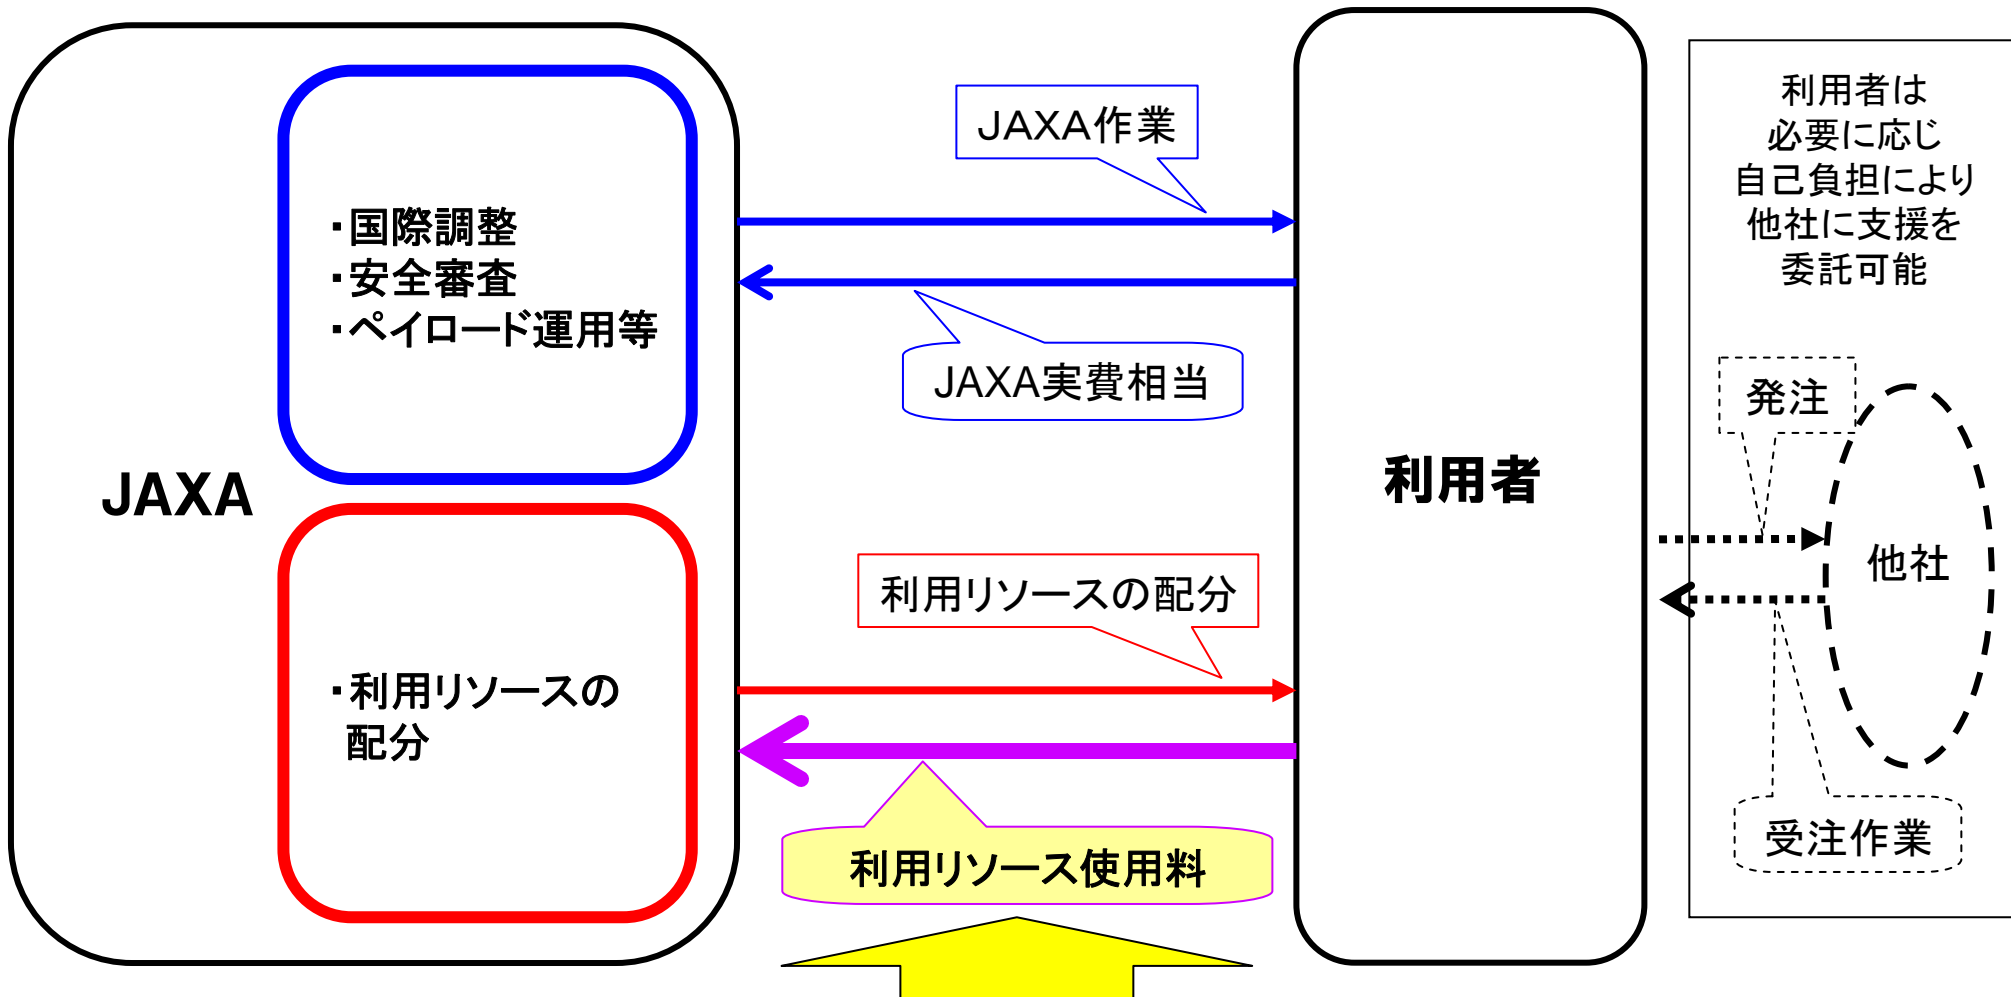 JAXA
・国際調整
・安全審査
・ペイロード運用等
・利用リソースの
配分
JAXA作業
JAXA実費相当
利用リソースの配分
利用リソース使用料
利用者
利用者は
必要に応じ
自己負担により
他社に支援を
委託可能
発注
他社
受注作業